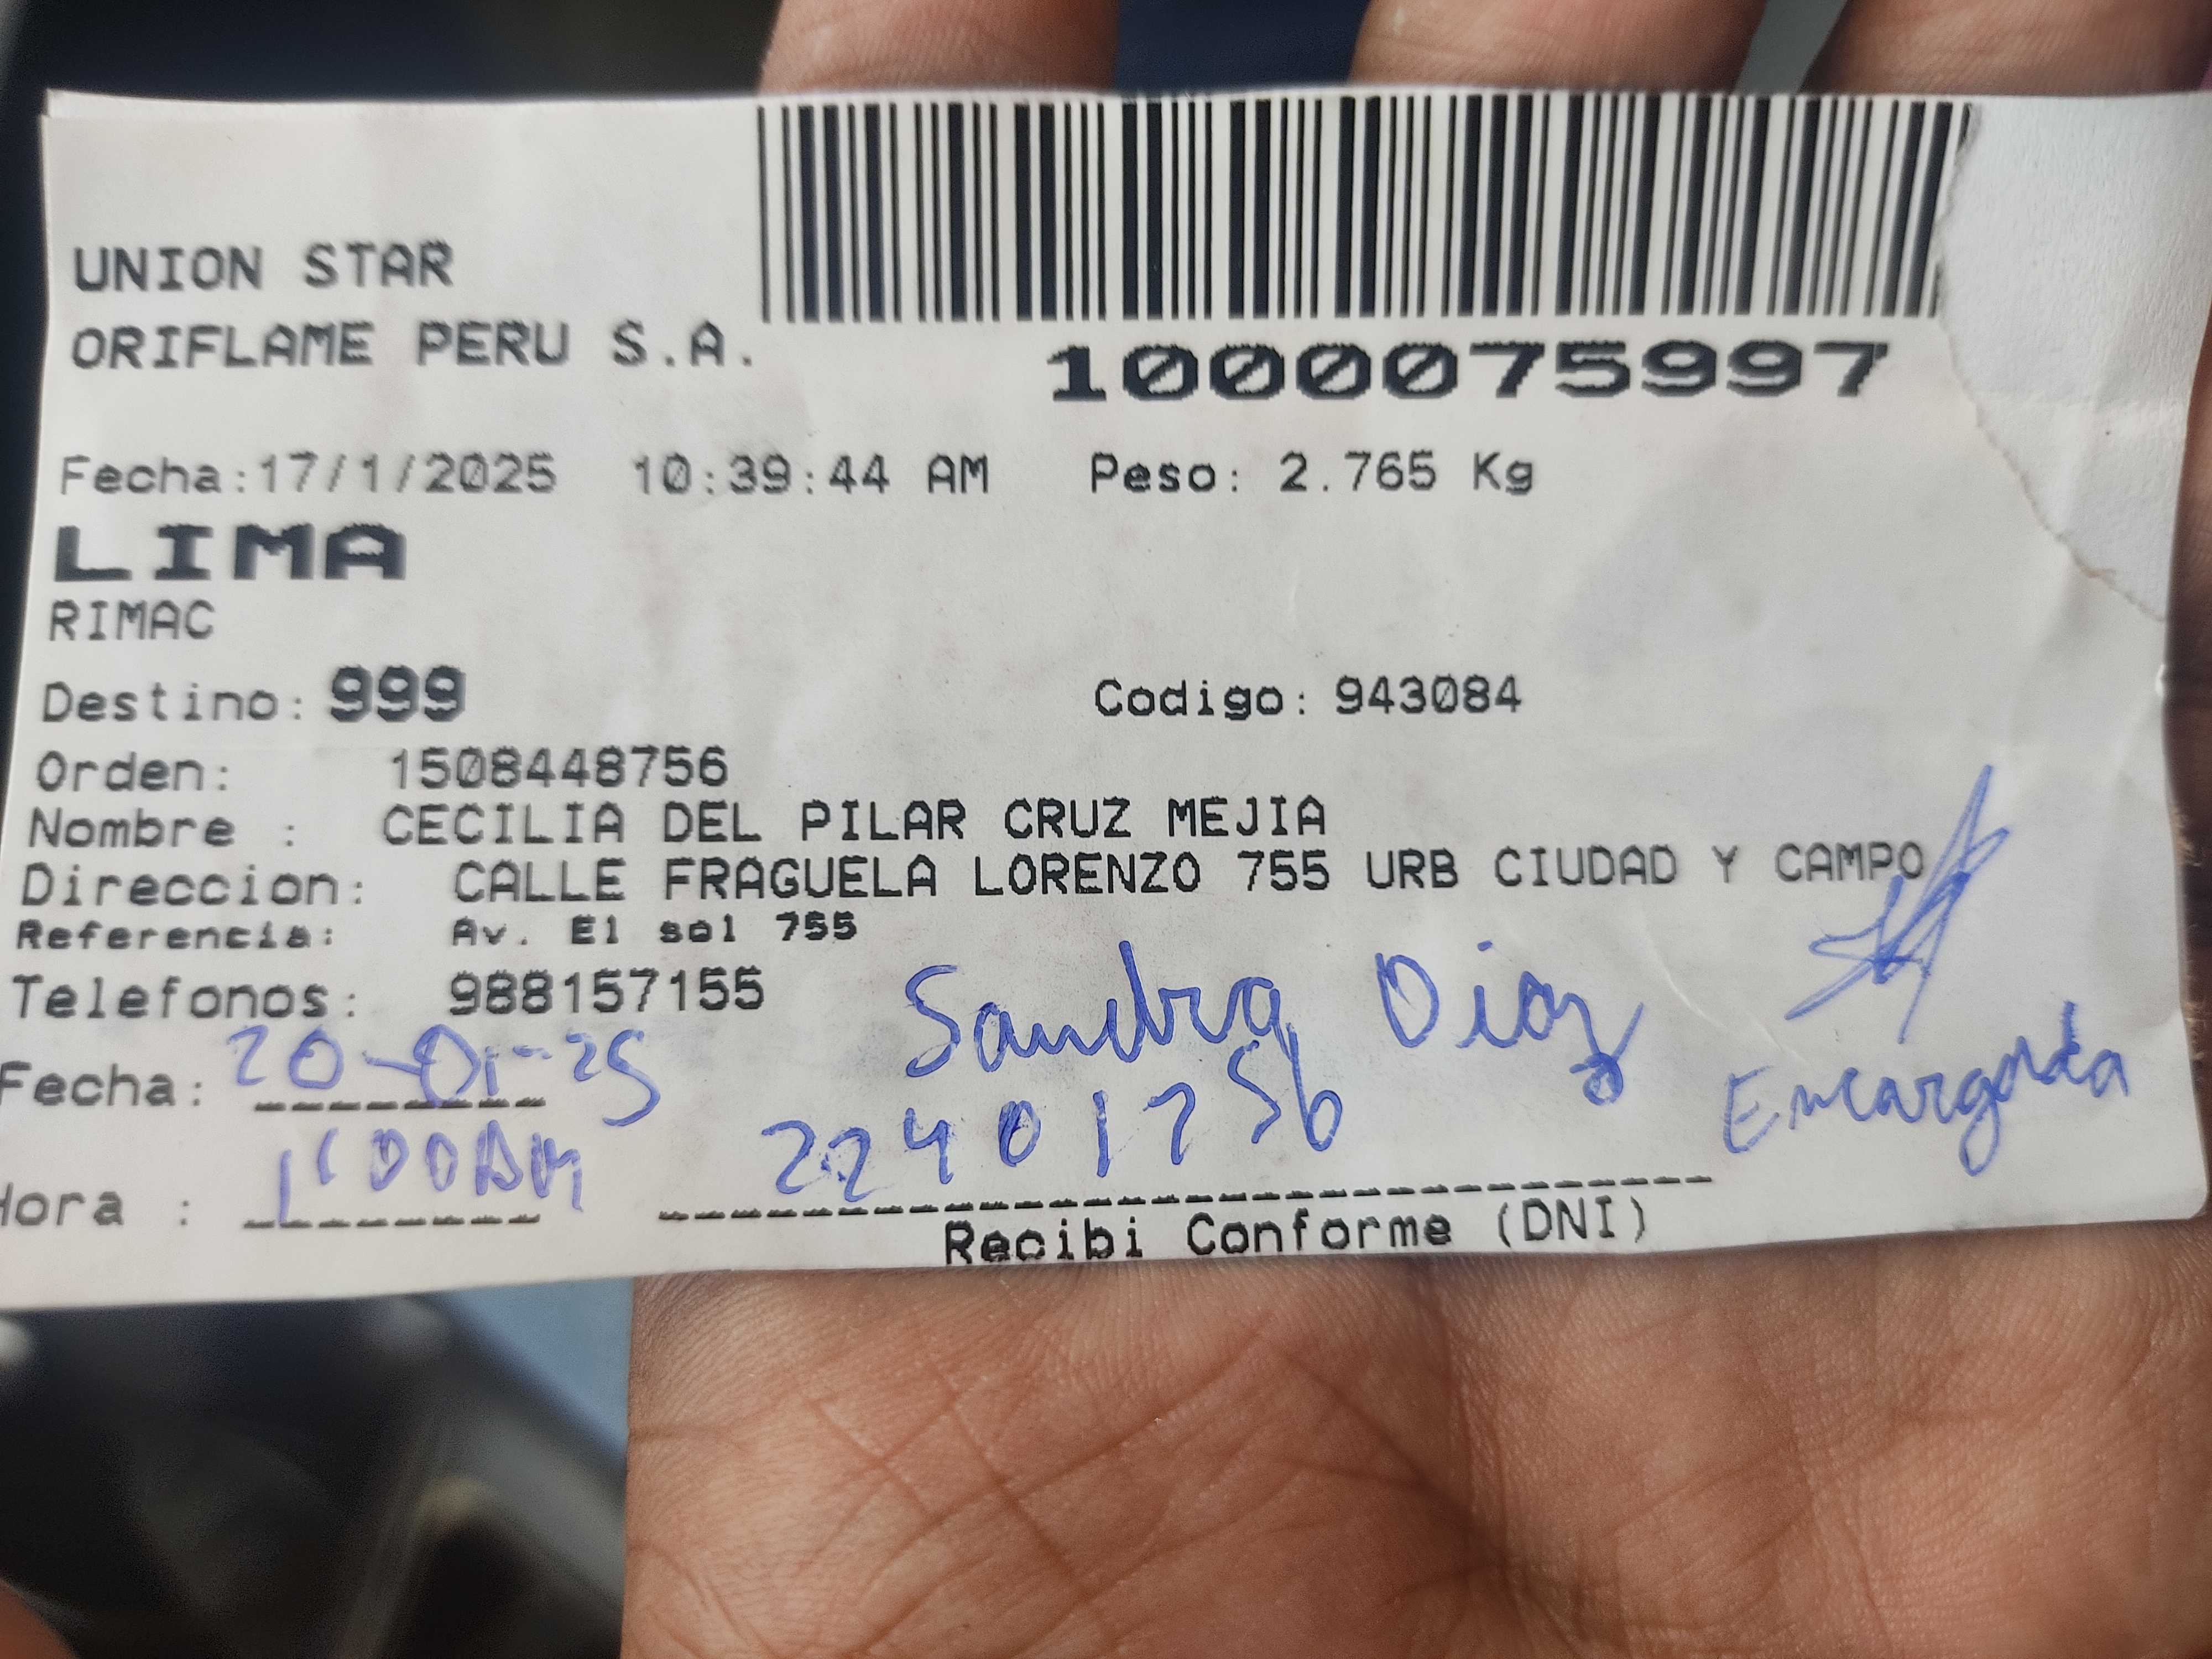 UNION STAR
ORIFLAME PERU S.A.
1000075997
Fecha:17/1/2025 10:39:44 AM Peso: 2.765 Kg
LIMA
RIMAC
Destino: 999 Codigo: 943084
Orden: 1508448756
Nombre : CECILIA DEL PILAR CRUZ MEJIA
Direccion: CALLE FRAGUELA LORENZO 755 URB CIUDAD Y CAMPO
Referencia: Av. El sol 755
Telefonos: 988157155
Sandra Diaz
Fecha: 20-01-25
22401756
Encargada
Hora :
Recibi Conforme (DNI)